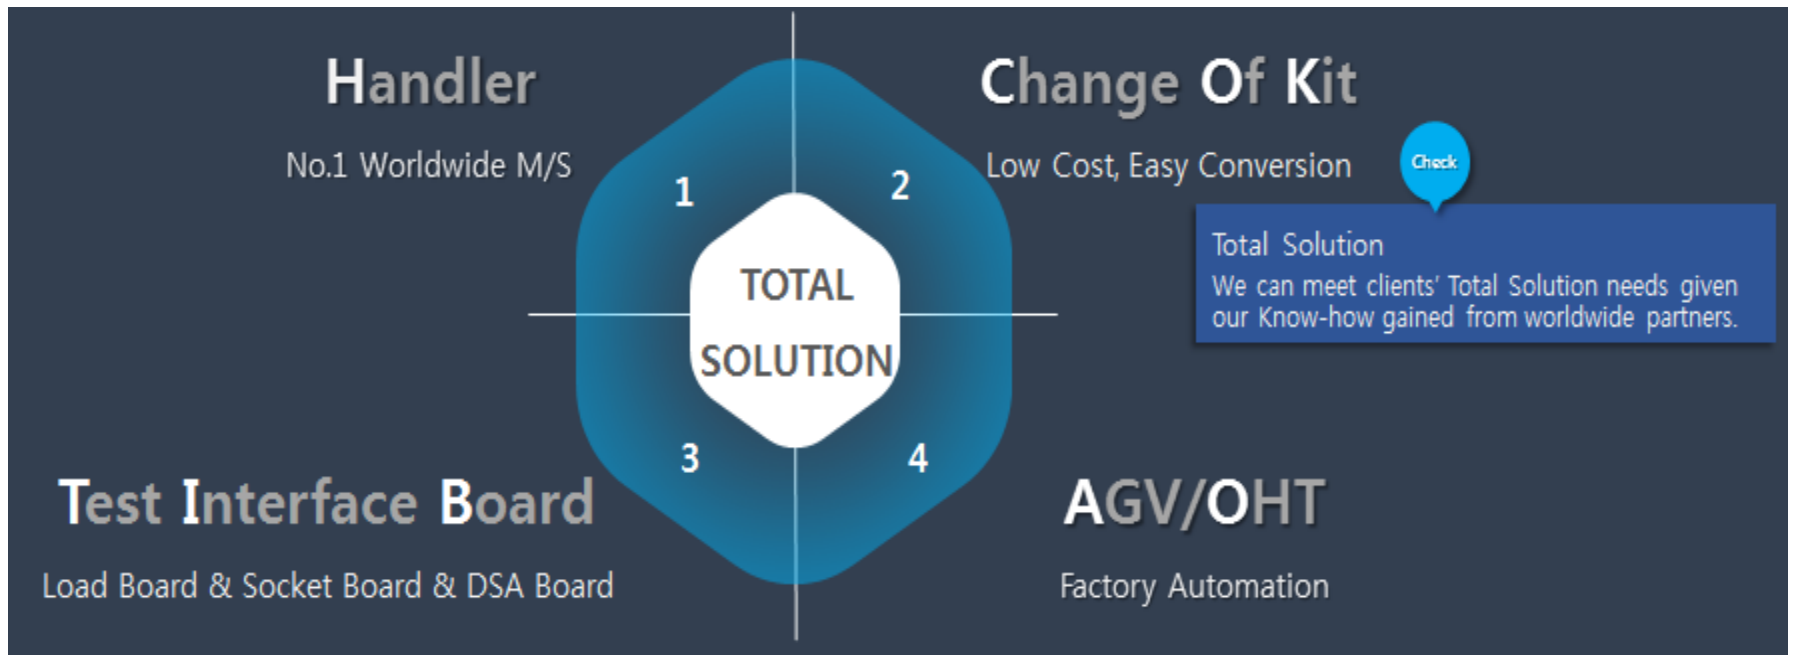 Handler
No.1 Worldwide M/S
1
Change Of Kit
Low Cost, Easy Conversion
2
Check
Total Solution
We can meet clients’ Total Solution needs given
our Know-how gained from worldwide partners.
TOTAL
SOLUTION
3
Test Interface Board
Load Board & Socket Board & DSA Board
4
AGV/OHT
Factory Automation